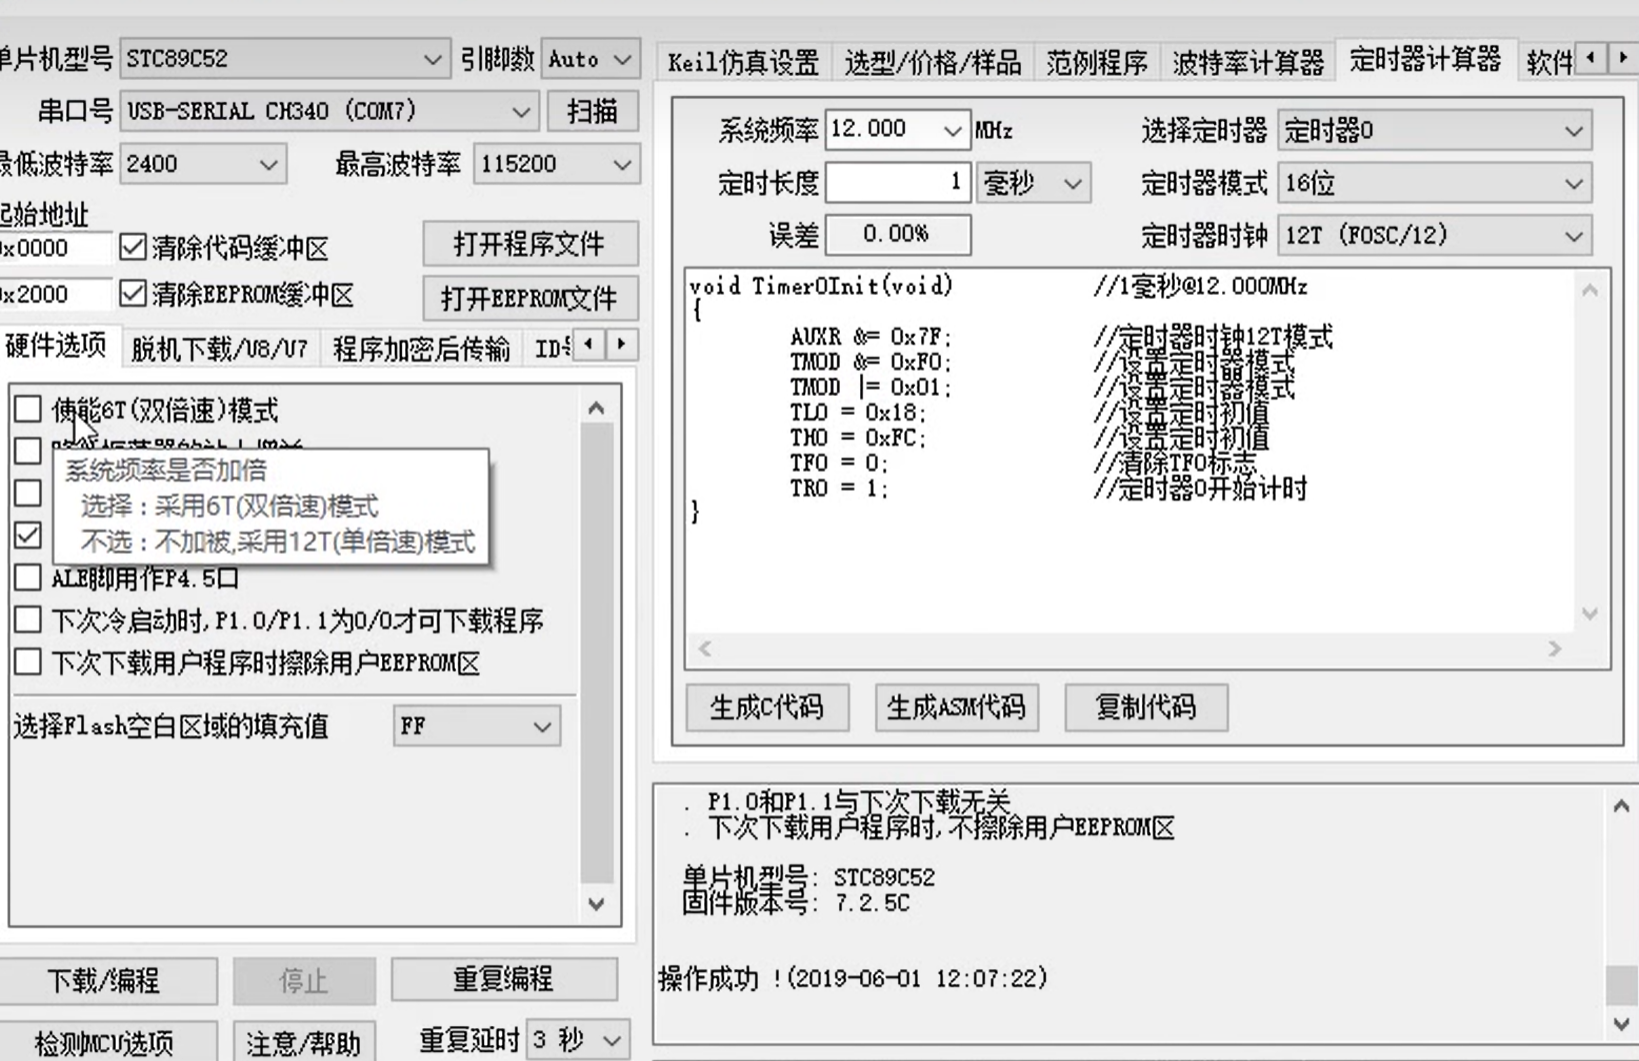 单片机型号 STC89C52 引脚数 Auto
串口号 USB-SERIAL CH340 (COM7) 扫描
最低波特率 2400 最高波特率 115200
起始地址
0x0000 清除代码缓冲区 打开程序文件
0x2000 清除EEPROM缓冲区 打开EEPROM文件
硬件选项 脱机下载/U8/U7 程序加密后传输 ID号
使能6T(双倍速)模式
系统频率是否加倍
选择：采用6T(双倍速)模式
不选：不加被,采用12T(单倍速)模式
ALE脚用作P4.5口
下次冷启动时,P1.0/P1.1为0/0才可下载程序
下次下载用户程序时擦除用户EEPROM区
选择Flash空白区域的填充值 FF
下载/编程 停止 重复编程
检测MCU选项 注意/帮助 重复延时 3 秒
Keil仿真设置 选型/价格/样品 范例程序 波特率计算器 定时器计算器 软件
系统频率 12.000 MHz 选择定时器 定时器0
定时长度 1 毫秒 定时器模式 16位
误差 0.00% 定时器时钟 12T (FOSC/12)
void Timer0Init(void) //1毫秒@12.000MHz
{
AUXR &= 0x7F; //定时器时钟12T模式
TMOD &= 0xF0; //设置定时器模式
TMOD |= 0x01; //设置定时器模式
TL0 = 0x18; //设置定时初值
TH0 = 0xFC; //设置定时初值
TF0 = 0; //清除TF0标志
TR0 = 1; //定时器0开始计时
}
生成C代码 生成ASM代码 复制代码
. P1.0和P1.1与下次下载无关
. 下次下载用户程序时,不擦除用户EEPROM区
单片机型号: STC89C52
固件版本号: 7.2.5C
操作成功 !(2019-06-01 12:07:22)